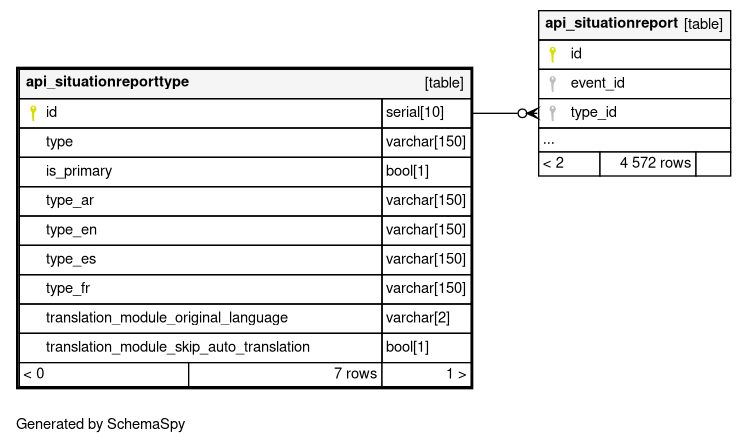 api_situationreport [table]
id
event_id
type_id
...
< 2 4 572 rows
api_situationreporttype [table]
id serial[10]
type varchar[150]
is_primary bool[1]
type_ar varchar[150]
type_en varchar[150]
type_es varchar[150]
type_fr varchar[150]
translation_module_original_language varchar[2]
translation_module_skip_auto_translation bool[1]
< 0 7 rows 1 >
Generated by SchemaSpy